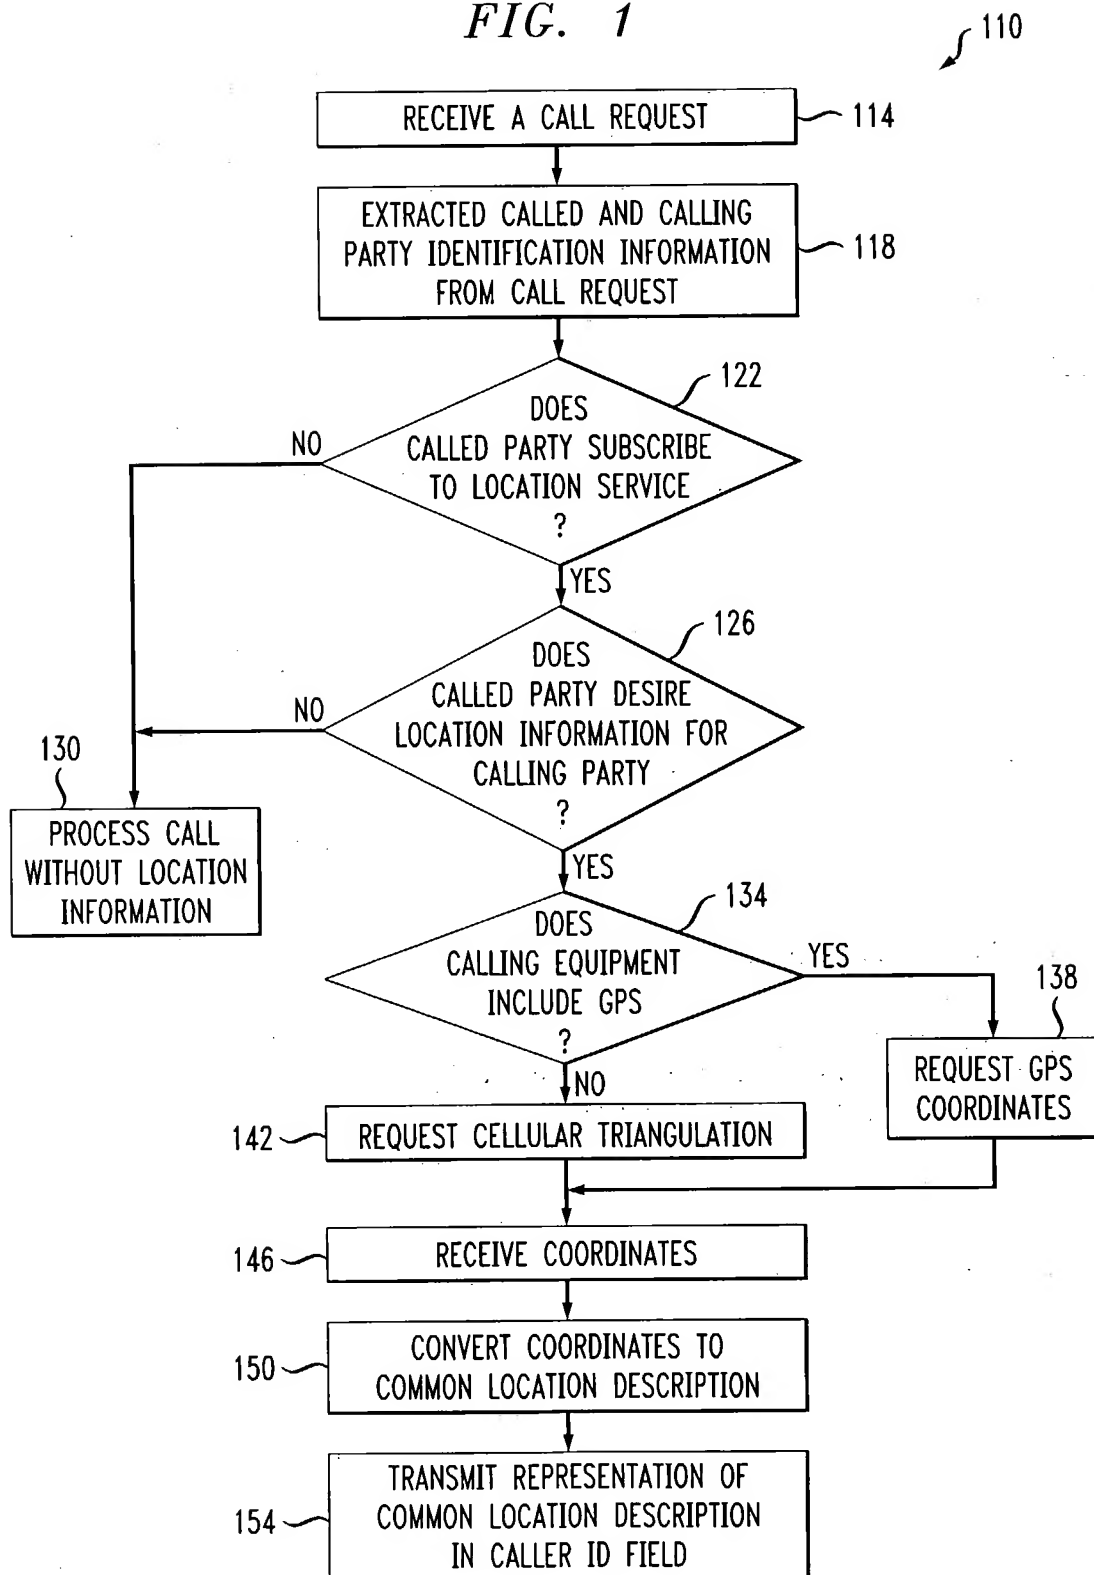 FIG. 1
110
RECEIVE A CALL REQUEST
114
EXTRACTED CALLED AND CALLING
PARTY IDENTIFICATION INFORMATION
FROM CALL REQUEST
118
122
DOES
CALLED PARTY SUBSCRIBE
TO LOCATION SERVICE
?
NO
YES
126
DOES
CALLED PARTY DESIRE
LOCATION INFORMATION FOR
CALLING PARTY
?
NO
130
PROCESS CALL
WITHOUT LOCATION
INFORMATION
YES
134
DOES
CALLING EQUIPMENT
INCLUDE GPS
?
YES
138
REQUEST GPS
COORDINATES
NO
142
REQUEST CELLULAR TRIANGULATION
146
RECEIVE COORDINATES
150
CONVERT COORDINATES TO
COMMON LOCATION DESCRIPTION
154
TRANSMIT REPRESENTATION OF
COMMON LOCATION DESCRIPTION
IN CALLER ID FIELD